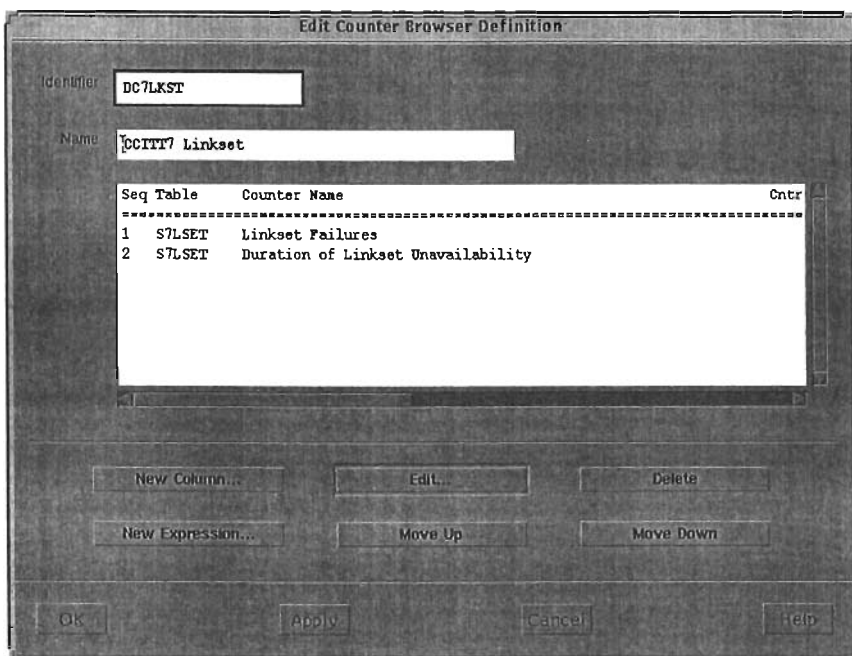 Edit Counter Browser Definition
Identifier DC7LKST
Name CCITT7 Linkset
Seq Table Counter Name Cntr
1 S7LSET Linkset Failures
2 S7LSET Duration of Linkset Unavailability
New Column... Edit... Delete
New Expression... Move Up Move Down
OK Apply Cancel Help